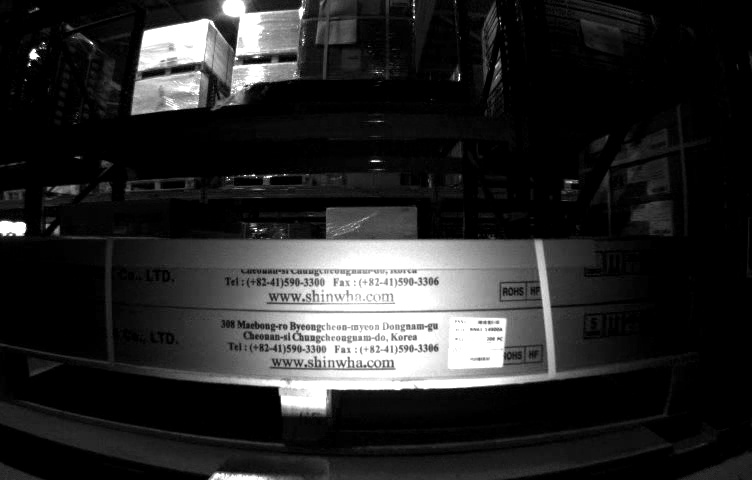 Co., LTD.
Cheonan-si Chungcheongnam-do, Korea
Tel : (+82-41)590-3300 Fax : (+82-41)590-3306
www.shinwha.com
ROHS HF
Co., LTD.
308 Maebong-ro Byeongcheon-myeon Dongnam-gu
Cheonan-si Chungcheongnam-do, Korea
Tel : (+82-41)590-3300 Fax : (+82-41)590-3306
www.shinwha.com
300 PC
ROHS HF